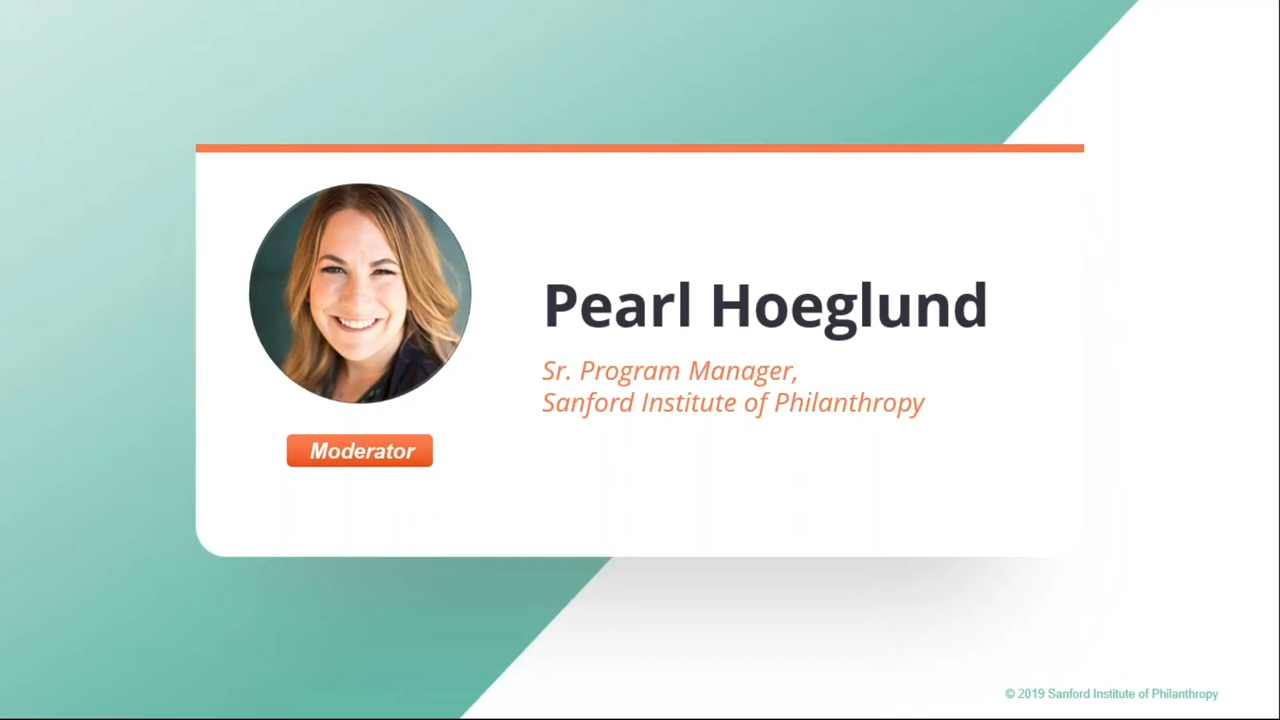 Pearl Hoeglund
Sr. Program Manager,
Sanford Institute of Philanthropy
Moderator
© 2019 Sanford Institute of Philanthropy